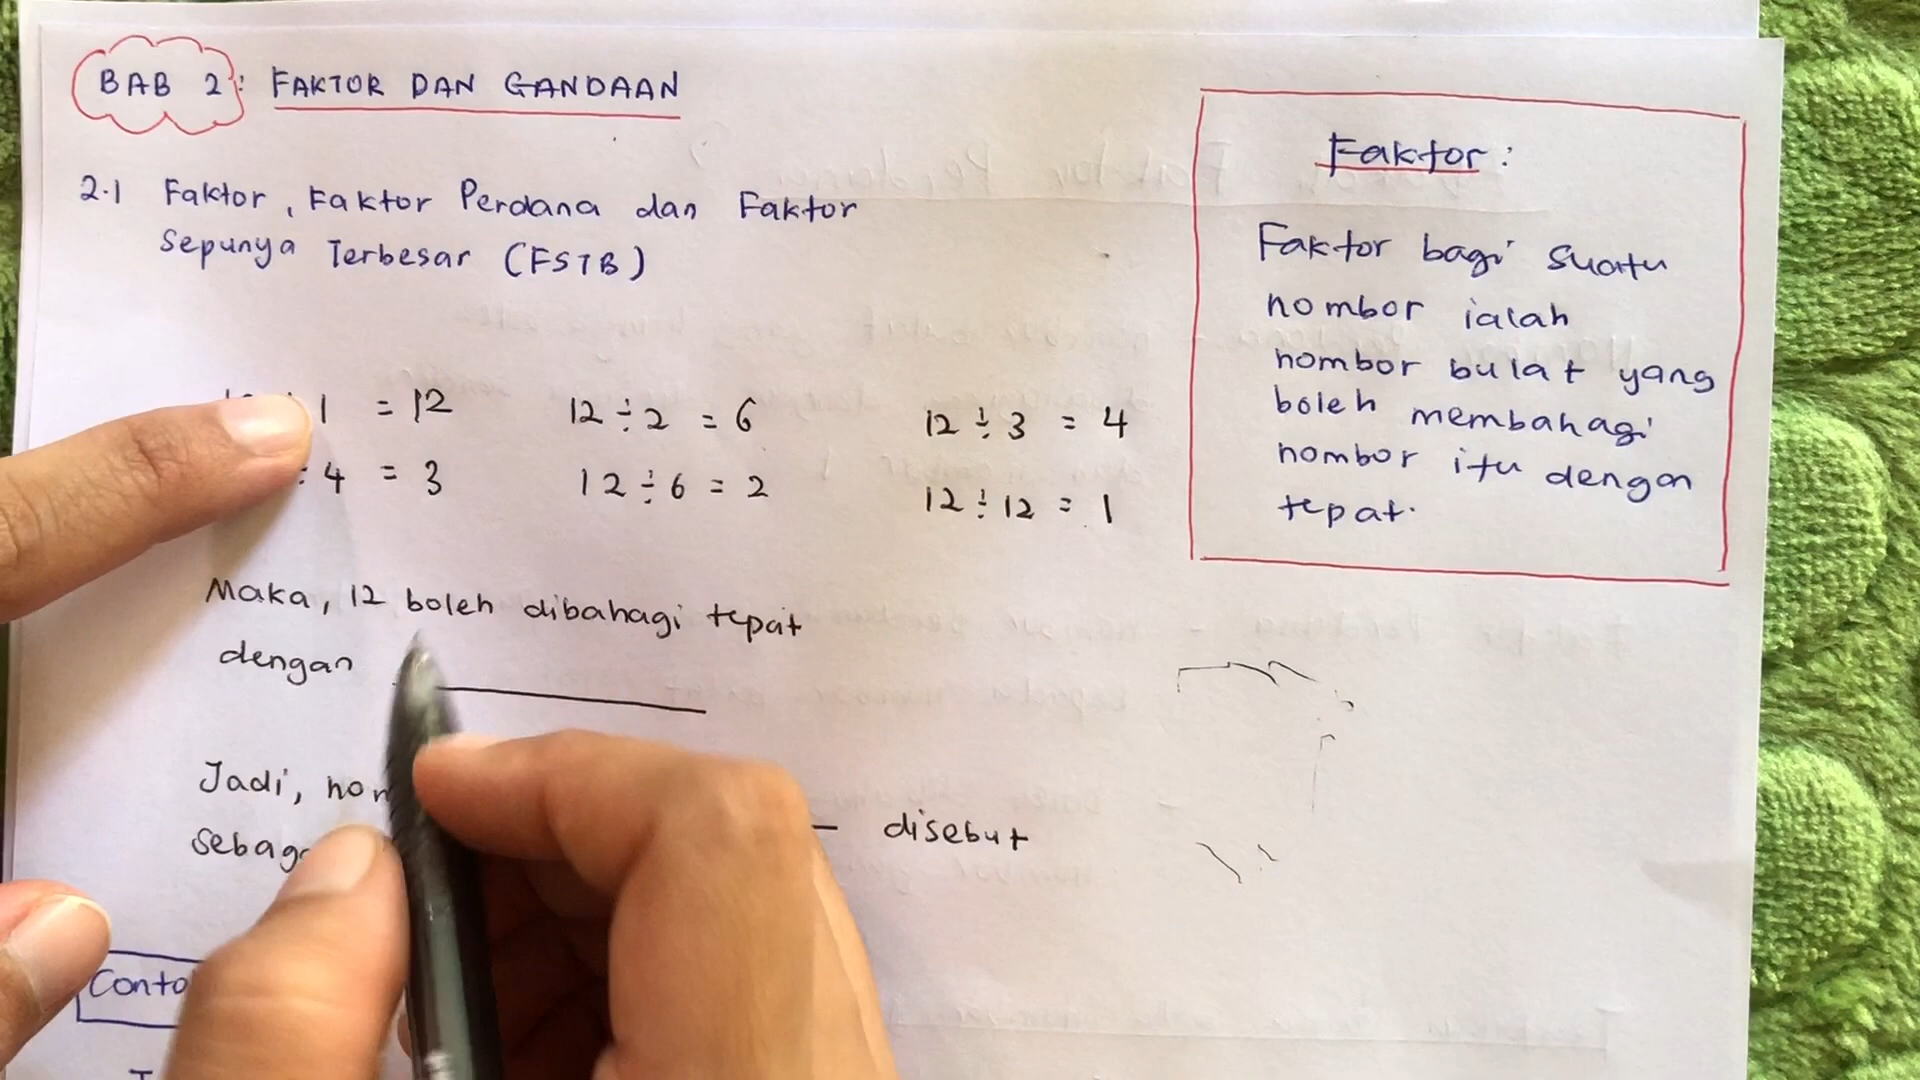 BAB 2: FAKTOR DAN GANDAAN
2.1 Faktor, Faktor Perdana dan Faktor
Sepunya Terbesar (FSTB)
1 = 12 12 ÷ 2 = 6 12 ÷ 3 = 4
÷ 4 = 3 12 ÷ 6 = 2 12 ÷ 12 = 1
Maka, 12 boleh dibahagi tepat
dengan
Jadi, disebut
Faktor:
Faktor bagi suatu
nombor ialah
nombor bulat yang
boleh membahagi
nombor itu dengan
tepat.